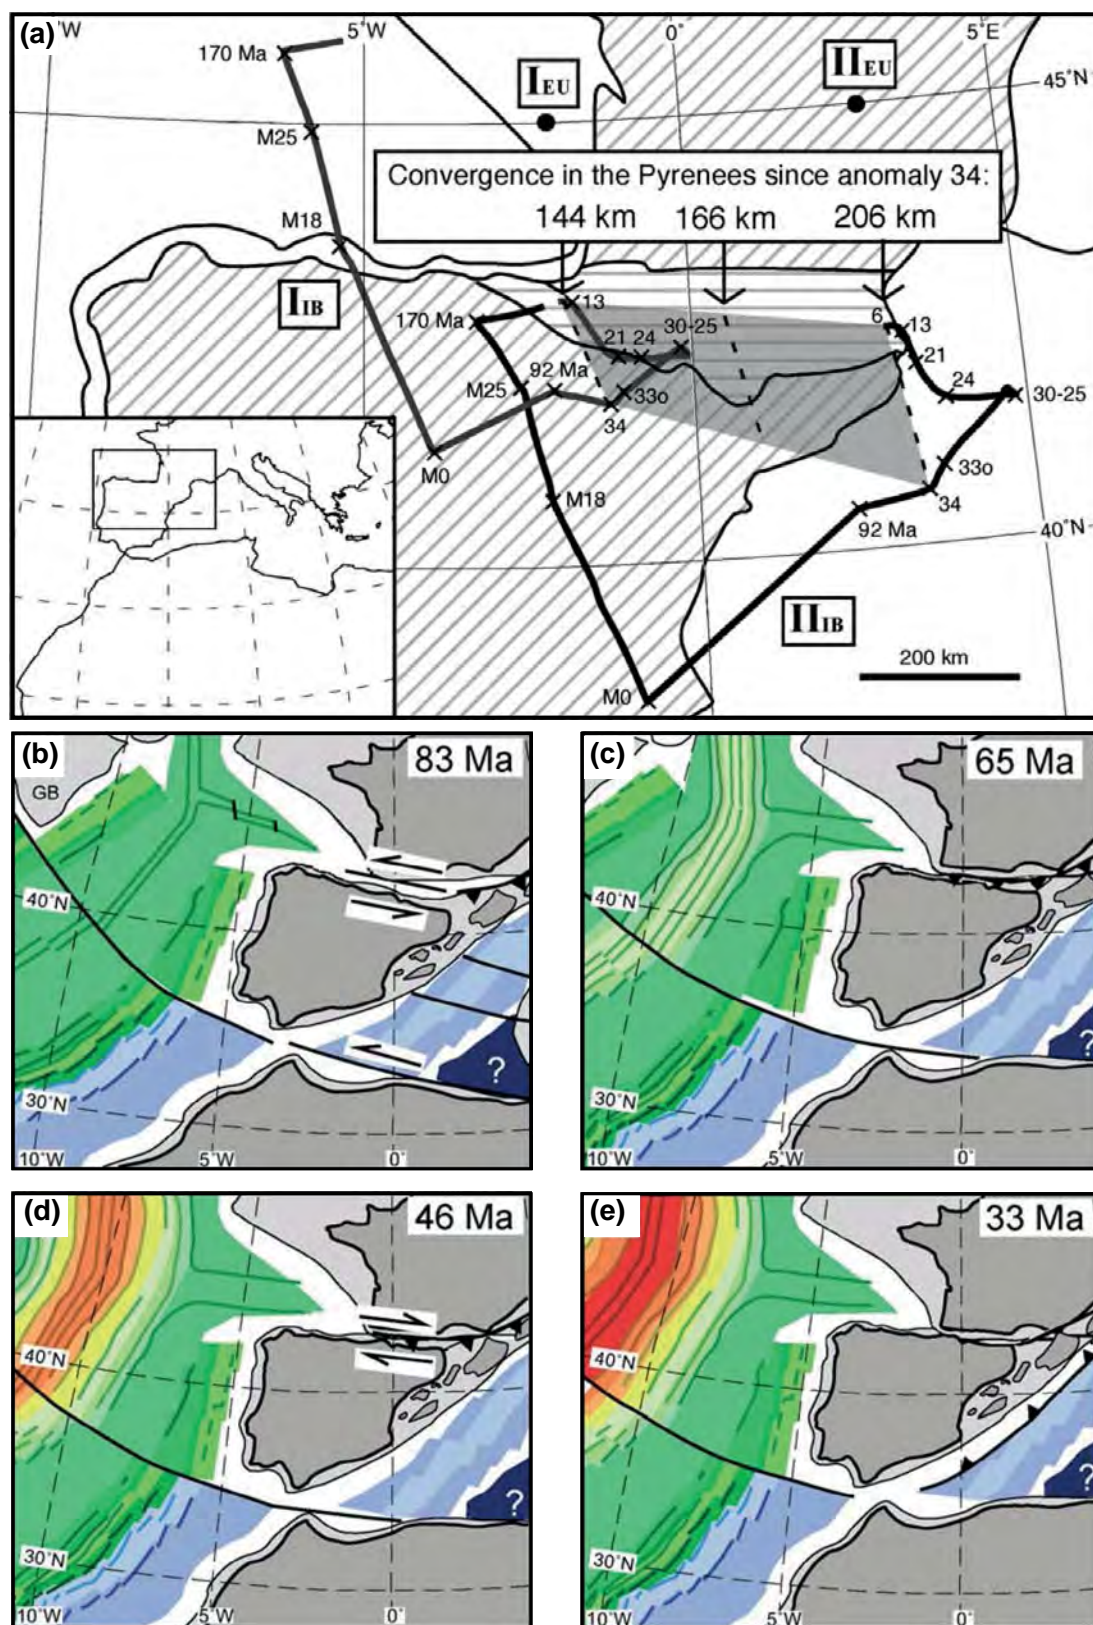 (a)
°W
5°W
0°
5°E
170 Ma
I EU
II EU
45°N
M25
Convergence in the Pyrenees since anomaly 34:
144 km 166 km 206 km
M18
I IB
13
170 Ma
21 24
30-25
6
13
21
92 Ma
M25
33o
24
30-25
34
M0
33o
M18
34
92 Ma
40°N
II IB
200 km
M0
(b)
83 Ma
GB
40°N
?
30°N
10°W
5°W
0°
(c)
65 Ma
40°N
?
30°N
10°W
5°W
0°
(d)
46 Ma
40°N
?
30°N
10°W
5°W
0°
(e)
33 Ma
40°N
?
30°N
10°W
5°W
0°